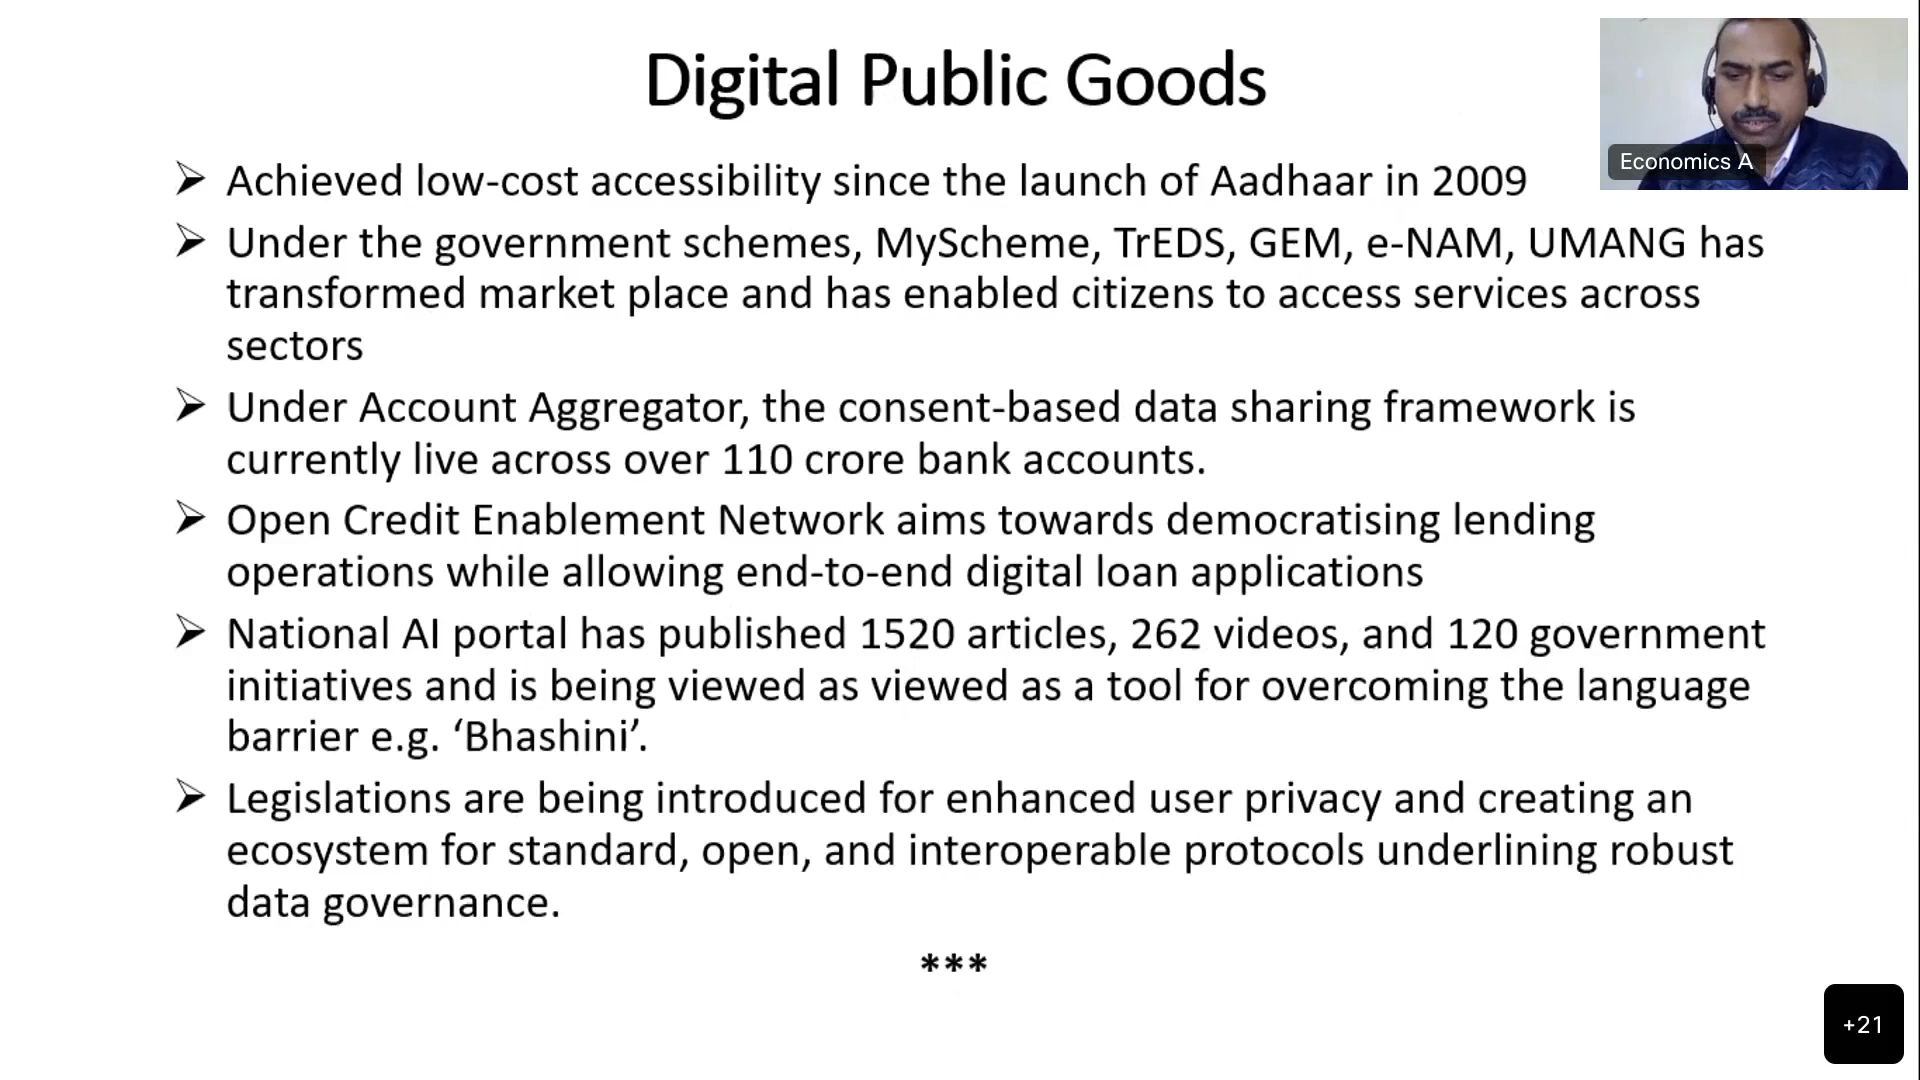 Digital Public Goods
Economics A
➢ Achieved low-cost accessibility since the launch of Aadhaar in 2009
➢ Under the government schemes, MyScheme, TrEDS, GEM, e-NAM, UMANG has
transformed market place and has enabled citizens to access services across
sectors
➢ Under Account Aggregator, the consent-based data sharing framework is
currently live across over 110 crore bank accounts.
➢ Open Credit Enablement Network aims towards democratising lending
operations while allowing end-to-end digital loan applications
➢ National AI portal has published 1520 articles, 262 videos, and 120 government
initiatives and is being viewed as viewed as a tool for overcoming the language
barrier e.g. ‘Bhashini’.
➢ Legislations are being introduced for enhanced user privacy and creating an
ecosystem for standard, open, and interoperable protocols underlining robust
data governance.
***
+21